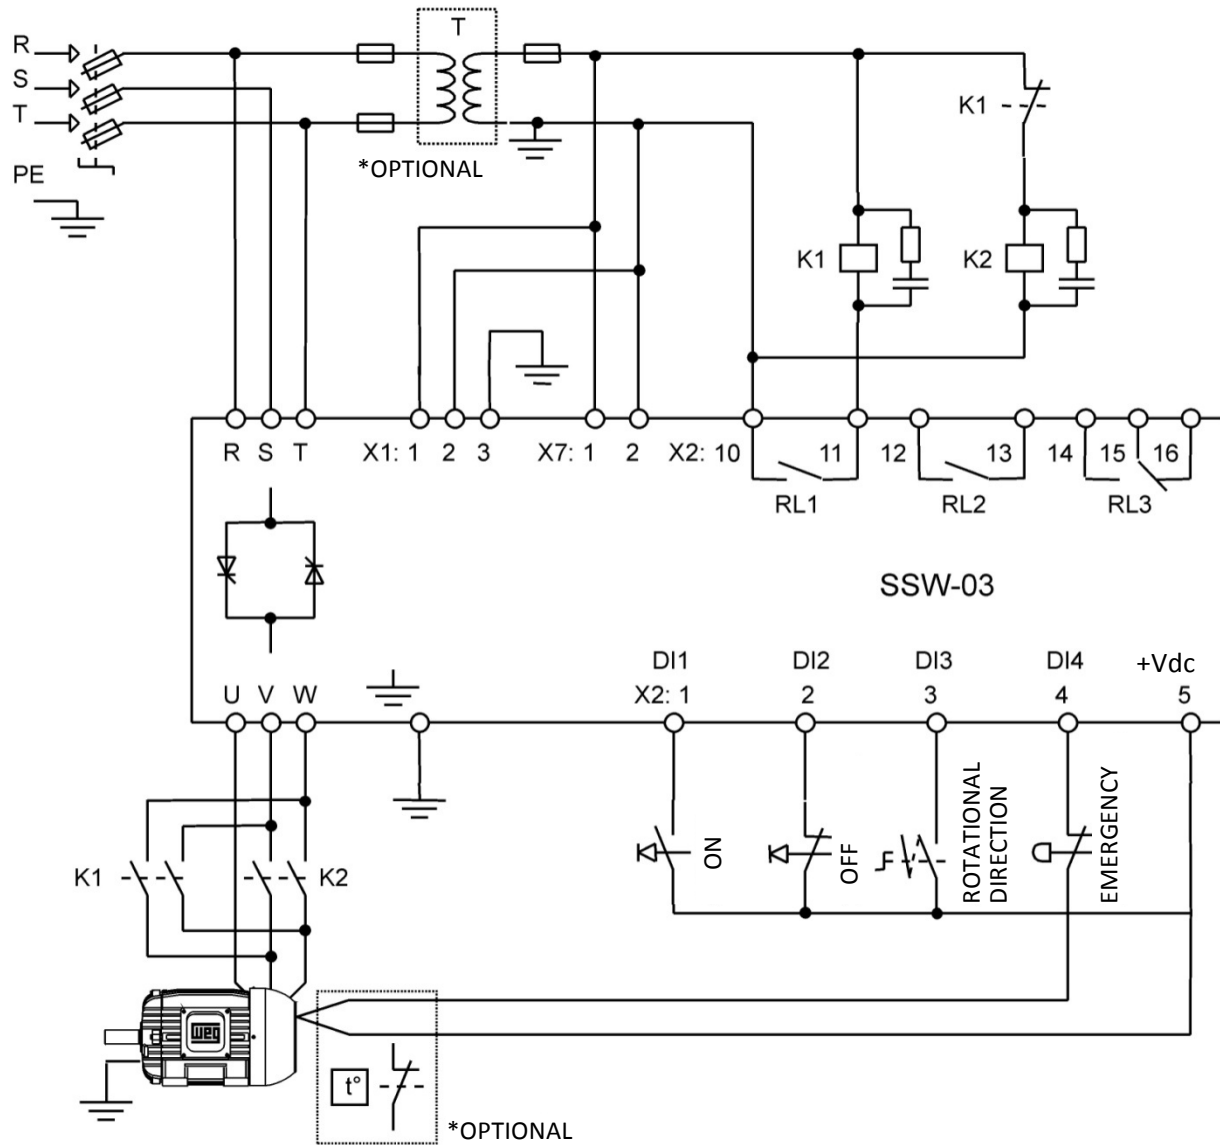 R
S
T
PE
T
*OPTIONAL
K1
K1
K2
R S T X1: 1 2 3 X7: 1 2 X2: 10 11 12 13 14 15 16
RL1 RL2 RL3
SSW-03
DI1 DI2 DI3 DI4 +Vdc
U V W X2: 1 2 3 4 5
ON
OFF
ROTATIONAL
DIRECTION
EMERGENCY
K1 K2
WEG
t°
*OPTIONAL